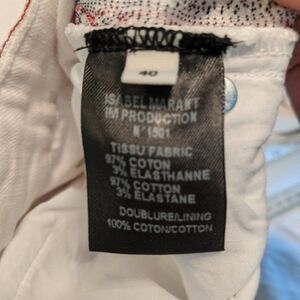 40
ISABEL MARANT
IM PRODUCTION
N°1501
TISSU/FABRIC
97% COTON
3% ELASTHANNE
97% COTTON
3% ELASTANE
DOUBLURE/LINING
100% COTON/COTTON